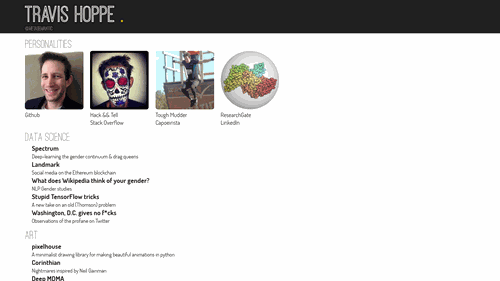 TRAVIS HOPPE .
PERSONALITIES
Github
Hack && Tell
Stack Overflow
Tough Mudder
Capoeirista
ResearchGate
LinkedIn
DATA SCIENCE
Spectrum
Deep-learning the gender continuum & drag queens
Landmark
Social media on the Ethereum blockchain
What does Wikipedia think of your gender?
NLP Gender studies
Stupid TensorFlow tricks
A new take on an old (Thomson) problem
Washington, D.C. gives no F*cks
Observations of the profane on Twitter
ART
pixelhouse
A minimalist drawing library for making beautiful animations in python
Corinthian
Nightmares inspired by Neil Gaiman
Deep MDMA